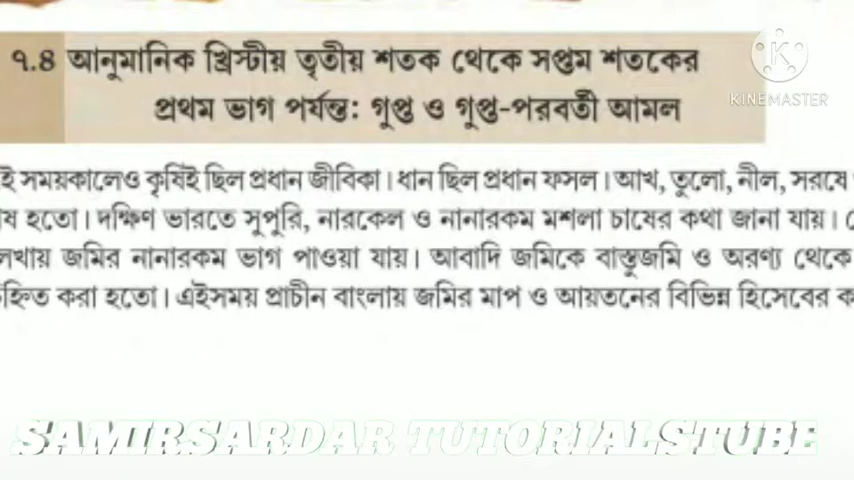 ৭.৪ আনুমানিক খ্রিস্টীয় তৃতীয় শতক থেকে সপ্তম শতকের
প্রথম ভাগ পর্যন্ত: গুপ্ত ও গুপ্ত-পরবর্তী আমল
KINEMASTER
ই সময়কালেও কৃষিই ছিল প্রধান জীবিকা। ধান ছিল প্রধান ফসল। আখ, তুলো, নীল, সরষে
ষ হতো। দক্ষিণ ভারতে সুপুরি, নারকেল ও নানারকম মশলা চাষের কথা জানা যায়।
লেখায় জমির নানারকম ভাগ পাওয়া যায়। আবাদি জমিকে বাস্তুজমি ও অরণ্য থেকে
হ্নিত করা হতো। এইসময় প্রাচীন বাংলায় জমির মাপ ও আয়তনের বিভিন্ন হিসেবের ক
SAMIRSARDAR TUTORIALSTUBE